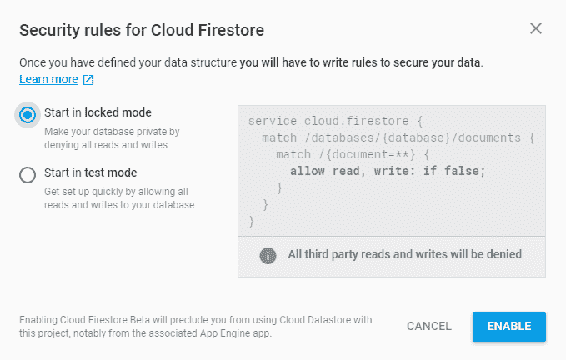 Security rules for Cloud Firestore
Once you have defined your data structure you will have to write rules to secure your data.
Learn more
Start in locked mode
Make your database private by
denying all reads and writes
Start in test mode
Get set up quickly by allowing all
reads and writes to your database
service cloud.firestore {
match /databases/{database}/documents {
match /{document=**} {
allow read, write: if false;
}
}
}
All third party reads and writes will be denied
Enabling Cloud Firestore Beta will preclude you from using Cloud Datastore with
this project, notably from the associated App Engine app.
CANCEL
ENABLE